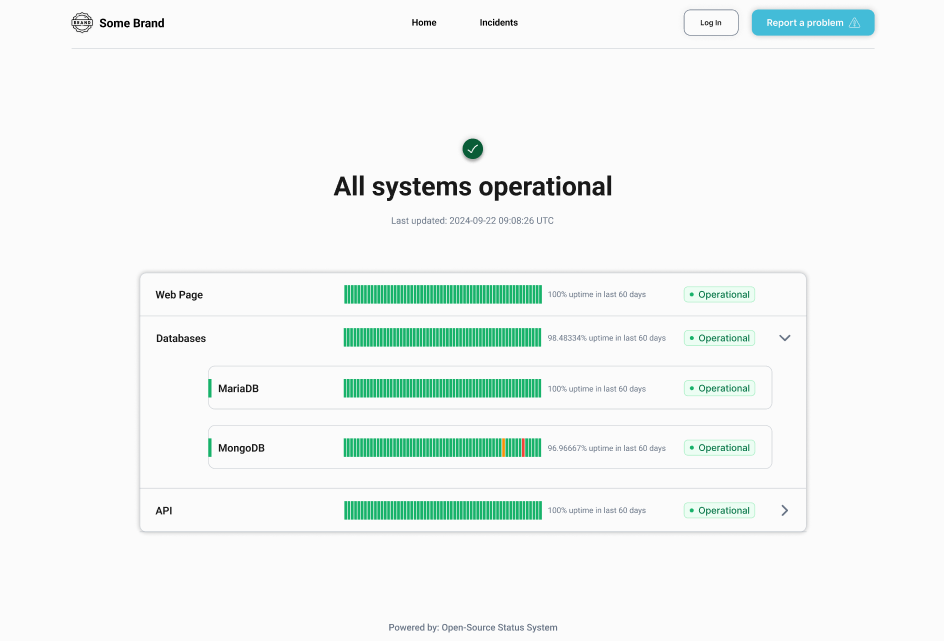 BRAND
Some Brand
Home
Incidents
Log In
Report a problem
All systems operational
Last updated: 2024-09-22 09:08:26 UTC
Web Page
100% uptime in last 60 days
Operational
Databases
98.48334% uptime in last 60 days
Operational
MariaDB
100% uptime in last 60 days
Operational
MongoDB
96.96667% uptime in last 60 days
Operational
API
100% uptime in last 60 days
Operational
Powered by: Open-Source Status System